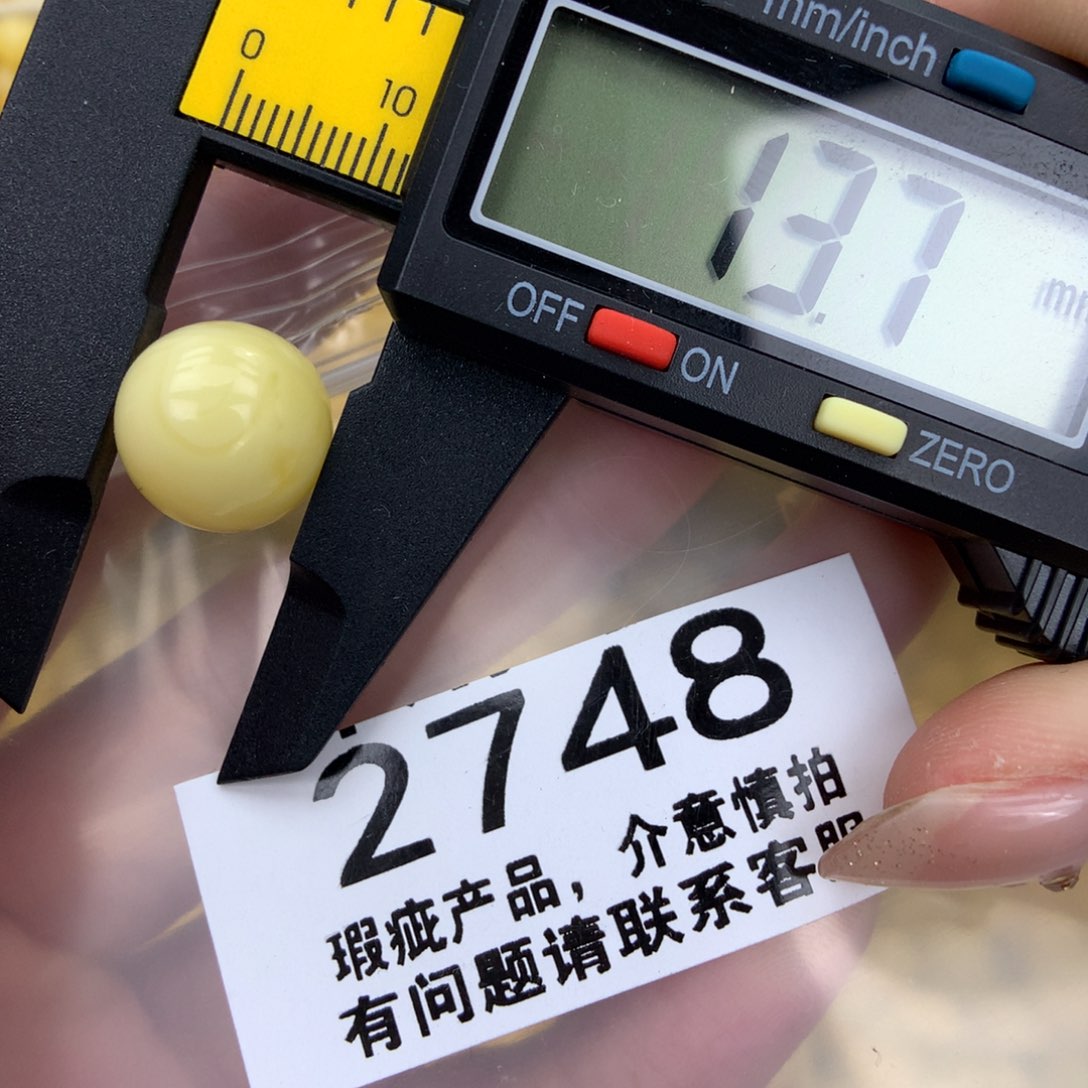 0 10
mm/inch
13.7 mm
OFF ON
ZERO
2748
瑕疵产品，介意慎拍
有问题请联系客服